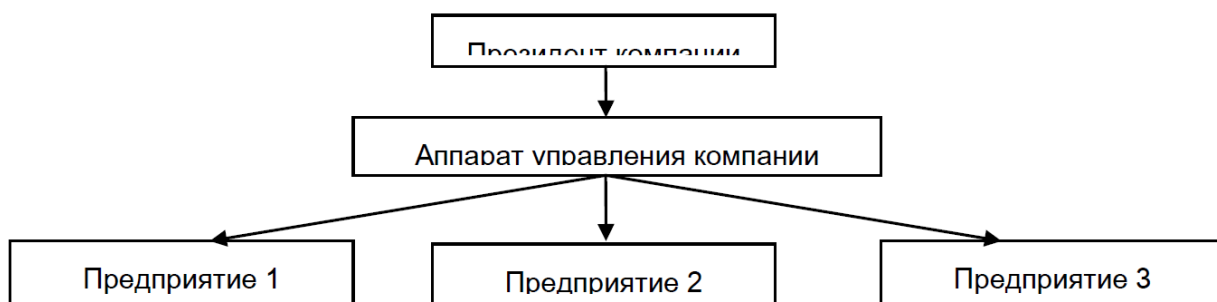 Президент компании
Аппарат управления компании
Предприятие 1
Предприятие 2
Предприятие 3